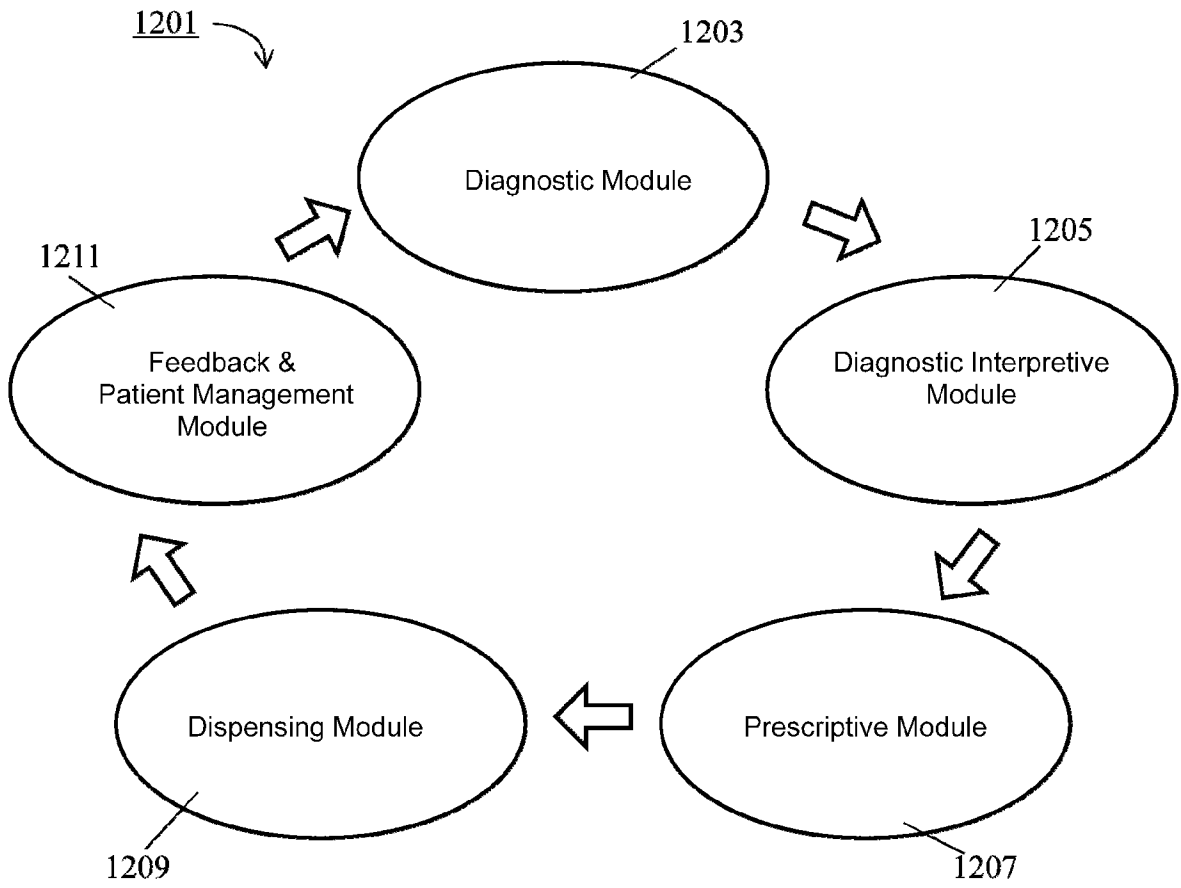 1201
1203
Diagnostic Module
1205
1211
Diagnostic Interpretive
Module
Feedback &
Patient Management
Module
Dispensing Module
Prescriptive Module
1209
1207